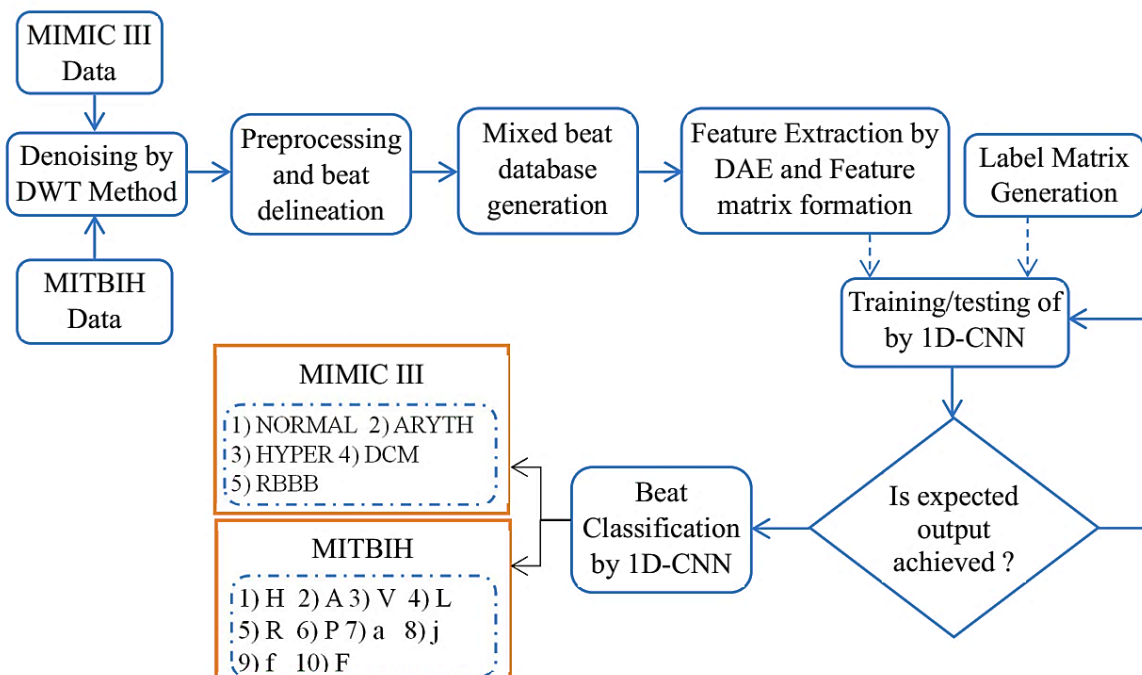 MIMIC III
Data
Denoising by
DWT Method
MITBIH
Data
Preprocessing
and beat
delineation
Mixed beat
database
generation
Feature Extraction by
DAE and Feature
matrix formation
Label Matrix
Generation
Training/testing of
by 1D-CNN
Is expected
output
achieved ?
Beat
Classification
by 1D-CNN
MIMIC III
1) NORMAL 2) ARYTH
3) HYPER 4) DCM
5) RBBB
MITBIH
1) H 2) A 3) V 4) L
5) R 6) P 7) a 8) j
9) f 10) F